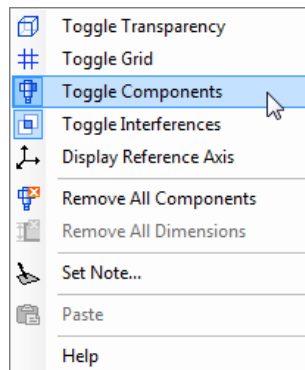 Toggle Transparency
Toggle Grid
Toggle Components
Toggle Interferences
Display Reference Axis
Remove All Components
Remove All Dimensions
Set Note...
Paste
Help